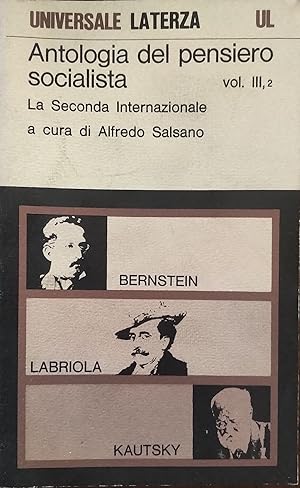 UNIVERSALE LATERZA UL
Antologia del pensiero
socialista vol. III, 2
La Seconda Internazionale
a cura di Alfredo Salsano
BERNSTEIN
LABRIOLA
KAUTSKY